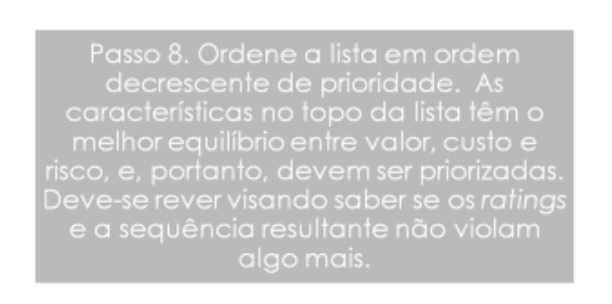 Passo 8. Ordene a lista em ordem
decrescente de prioridade. As
características no topo da lista têm o
melhor equilíbrio entre valor, custo e
risco, e, portanto, devem ser priorizadas.
Deve-se rever visando saber se os ratings
e a sequência resultante não violam
algo mais.